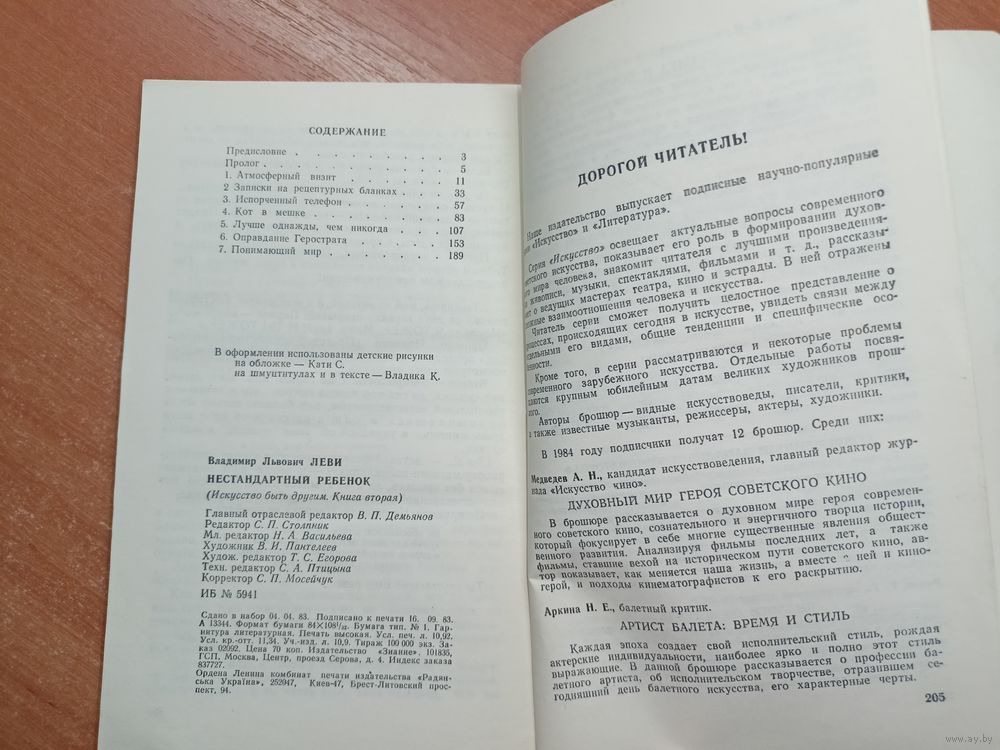 СОДЕРЖАНИЕ
Предисловие . . . . . . . . 3
Пролог . . . . . . . . . 5
1. Атмосферный визит . . . . . . 11
2 Записки на рецептурных бланках . . . 33
3. Испорченный телефон . . . . . 57
4. Кот в мешке . . . . . . . 83
5. Лучше однажды, чем никогда . . . . 107
6. Оправдание Герострата . . . . . 153
7. Понимающий мир . . . . . . 189
В оформлении использованы детские рисунки
на обложке — Кати С.
на шмуцтитулах и в тексте — Владика К.
Владимир Львович ЛЕВИ
НЕСТАНДАРТНЫЙ РЕБЕНОК
(Искусство быть другим. Книга вторая)
Главный отраслевой редактор В. П. Демьянов
Редактор С. П. Столпник
Мл. редактор Н. А. Васильева
Художник В. И. Пантелеев
Худож. редактор Т. С. Егорова
Техн. редактор С. А. Птицына
Корректор С. П. Мосейчук
ИБ № 5941
Сдано в набор 04. 04. 83. Подписано к печати 16. 09. 83.
А 13344. Формат бумаги 84×108¹/₃₂. Бумага тип. № 1. Гар-
нитура литературная. Печать высокая. Усл. печ. л. 10,92.
Усл. кр.-отт. 11,34. Уч.-изд. л. 10,9. Тираж 100 000 экз. За-
каз 02092. Цена 70 коп. Издательство «Знание». 101835,
ГСП, Москва, Центр, проезд Серова, д. 4. Индекс заказа
837727.
Ордена Ленина комбинат печати издательства «Радян-
ська Україна», 252047, Киев-47, Брест-Литовский прос-
пект, 94.
ДОРОГОЙ ЧИТАТЕЛЬ!
Наше издательство выпускает подписные научно-популярные
«Искусство» и «Литература».
Серия «Искусство» освещает актуальные вопросы современного
искусства, показывает его роль в формировании духов-
мира человека, знакомит читателя с лучшими произведения-
живописи, музыки, спектаклями, фильмами и т. д., рассказы-
о ведущих мастерах театра, кино и эстрады. В ней отражены
взаимоотношения человека и искусства.
Читатель серии сможет получить целостное представление о
процессах, происходящих сегодня в искусстве, увидеть связи между
отдельными его видами, общие тенденции и специфические осо-
бенности.
Кроме того, в серии рассматриваются и некоторые проблемы
современного зарубежного искусства. Отдельные работы посвя-
щаются крупным юбилейным датам великих художников прош-
лого.
Авторы брошюр — видные искусствоведы, писатели, критики,
а также известные музыканты, режиссеры, актеры, художники.
В 1984 году подписчики получат 12 брошюр. Среди них:
Медведев А. Н., кандидат искусствоведения, главный редактор жур-
нала «Искусство кино».
ДУХОВНЫЙ МИР ГЕРОЯ СОВЕТСКОГО КИНО
В брошюре рассказывается о духовном мире героя современ-
ного советского кино, сознательного и энергичного творца истории,
который фокусирует в себе многие существенные явления общест-
венного развития. Анализируя фильмы последних лет, а также
фильмы, ставшие вехой на историческом пути советского кино, ав-
тор показывает, как меняется наша жизнь, а вместе с ней и кино-
герой, и подходы кинематографистов к его раскрытию.
Аркина Н. Е., балетный критик.
АРТИСТ БАЛЕТА: ВРЕМЯ И СТИЛЬ
Каждая эпоха создает свой исполнительский стиль, рождая
актерские индивидуальности, наиболее ярко и полно этот стиль
выражающие. В данной брошюре рассказывается о профессии ба-
летного артиста, об исполнительском творчестве, отразившем се-
годняшний день балетного искусства, его характерные черты.
205
www.ay.by